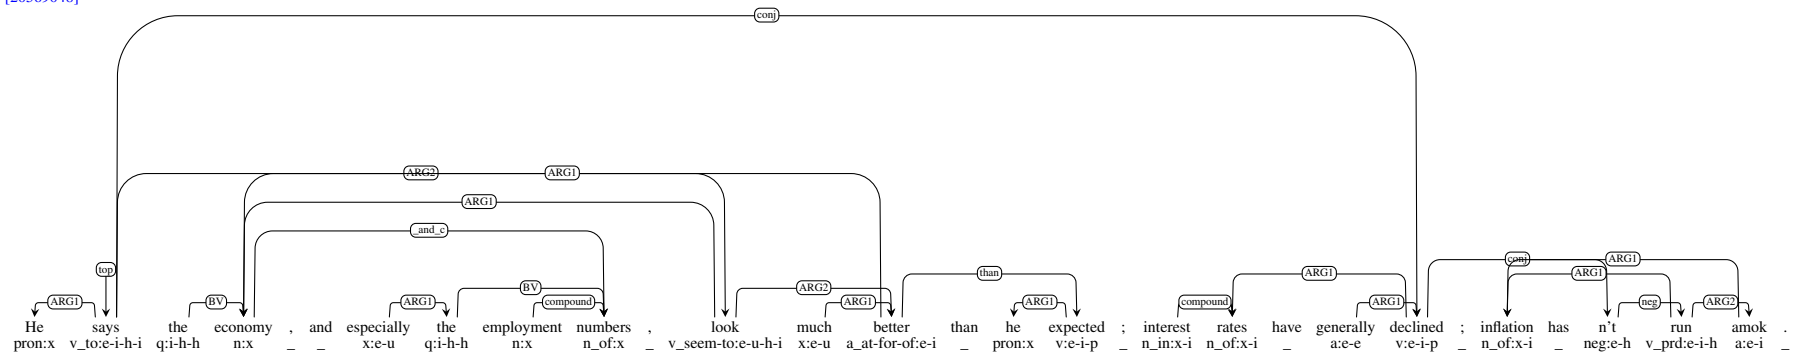 conj
ARG2 ARG1
ARG1
_and_c
top conj ARG1
than ARG1 ARG1
BV ARG2
ARG1 BV ARG1 compound ARG1 ARG1 compound ARG1 neg ARG2
He says the economy , and especially the employment numbers , look much better than he expected ; interest rates have generally declined ; inflation has n't run amok .
pron:x v_to:e-i-h-i q:i-h-h n:x _ _ x:e-u q:i-h-h n:x n_of:x _ v_seem-to:e-u-h-i x:e-u a_at-for-of:e-i _ pron:x v:e-i-p _ n_in:x-i n_of:x-i _ a:e-e v:e-i-p _ n_of:x-i _ neg:e-h v_prd:e-i-h a:e-i _